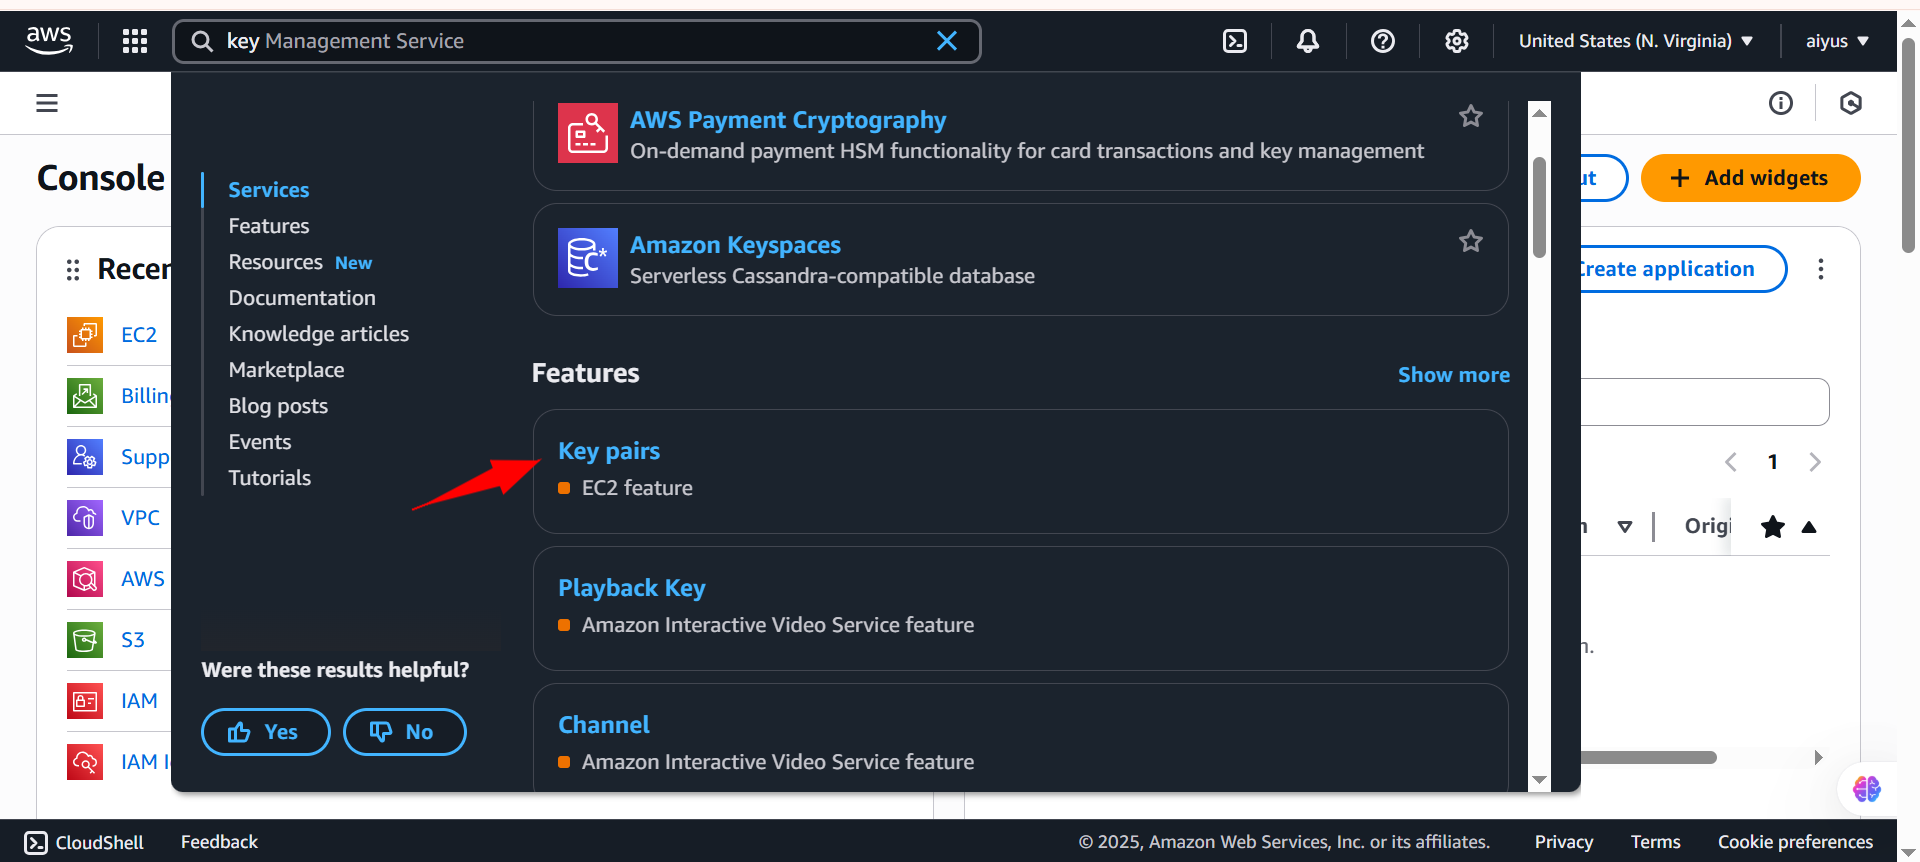 aws
key Management Service
United States (N. Virginia)
aiyus
Console
ut
Add widgets
Services
Features
Resources New
Documentation
Knowledge articles
Marketplace
Blog posts
Events
Tutorials
Were these results helpful?
Yes
No
AWS Payment Cryptography
On-demand payment HSM functionality for card transactions and key management
Amazon Keyspaces
Serverless Cassandra-compatible database
Features
Show more
Key pairs
EC2 feature
Playback Key
Amazon Interactive Video Service feature
Channel
Amazon Interactive Video Service feature
Recen
EC2
Billin
Supp
VPC
AWS
S3
IAM
IAM I
Create application
1
n
Origi
n.
CloudShell
Feedback
© 2025, Amazon Web Services, Inc. or its affiliates.
Privacy
Terms
Cookie preferences